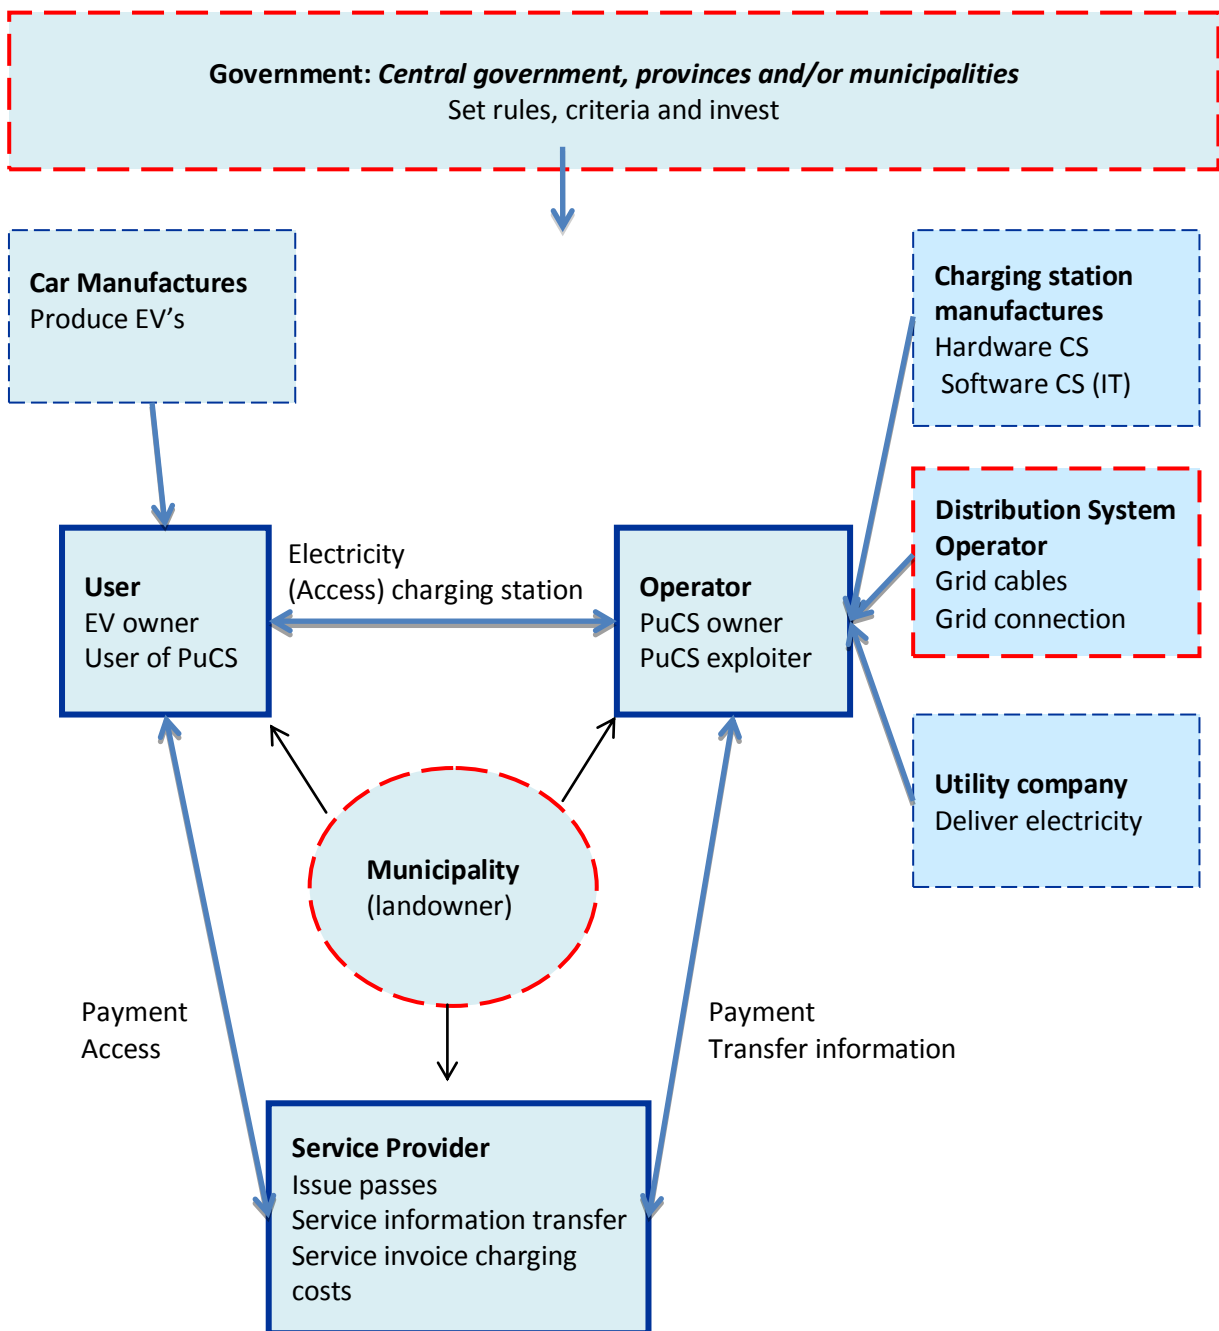 Government: Central government, provinces and/or municipalities
Set rules, criteria and invest
Car Manufactures
Produce EV’s
Charging station
manufactures
Hardware CS
Software CS (IT)
Distribution System
Operator
Grid cables
Grid connection
User
EV owner
User of PuCS
Electricity
(Access) charging station
Operator
PuCS owner
PuCS exploiter
Utility company
Deliver electricity
Municipality
(landowner)
Payment
Access
Payment
Transfer information
Service Provider
Issue passes
Service information transfer
Service invoice charging
costs